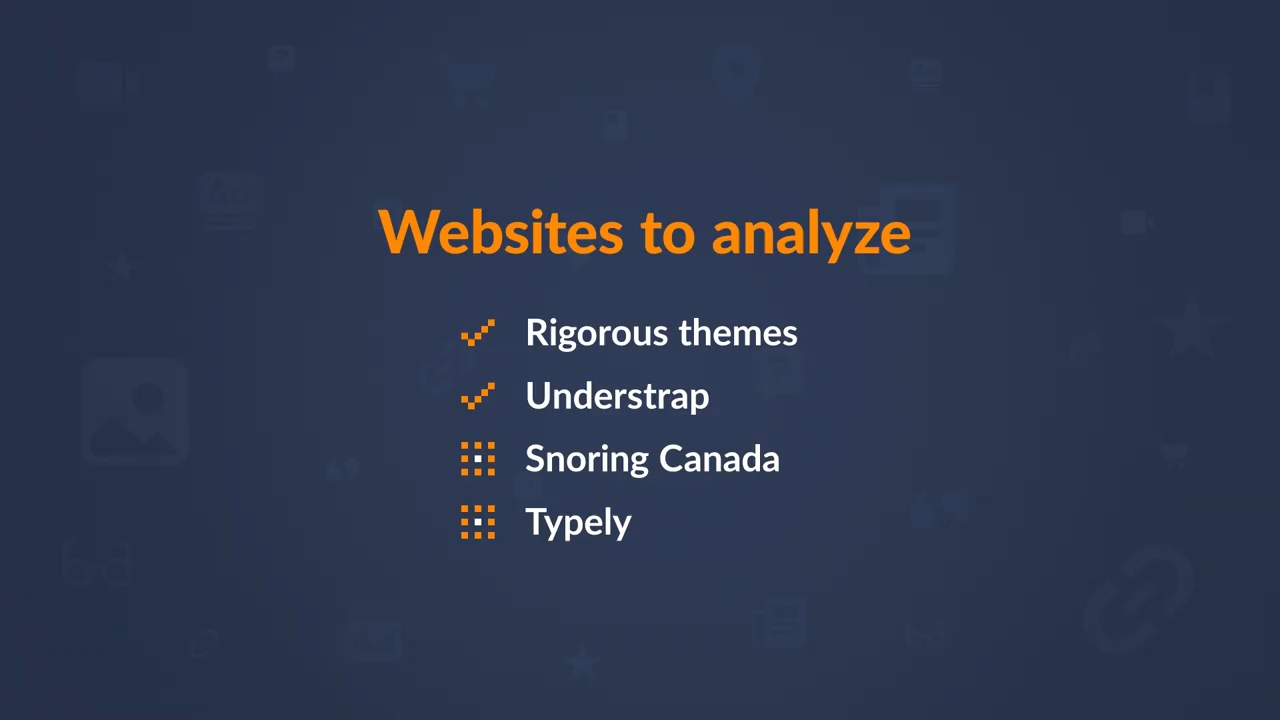 Websites to analyze
Rigorous themes
Understrap
Snoring Canada
Typely